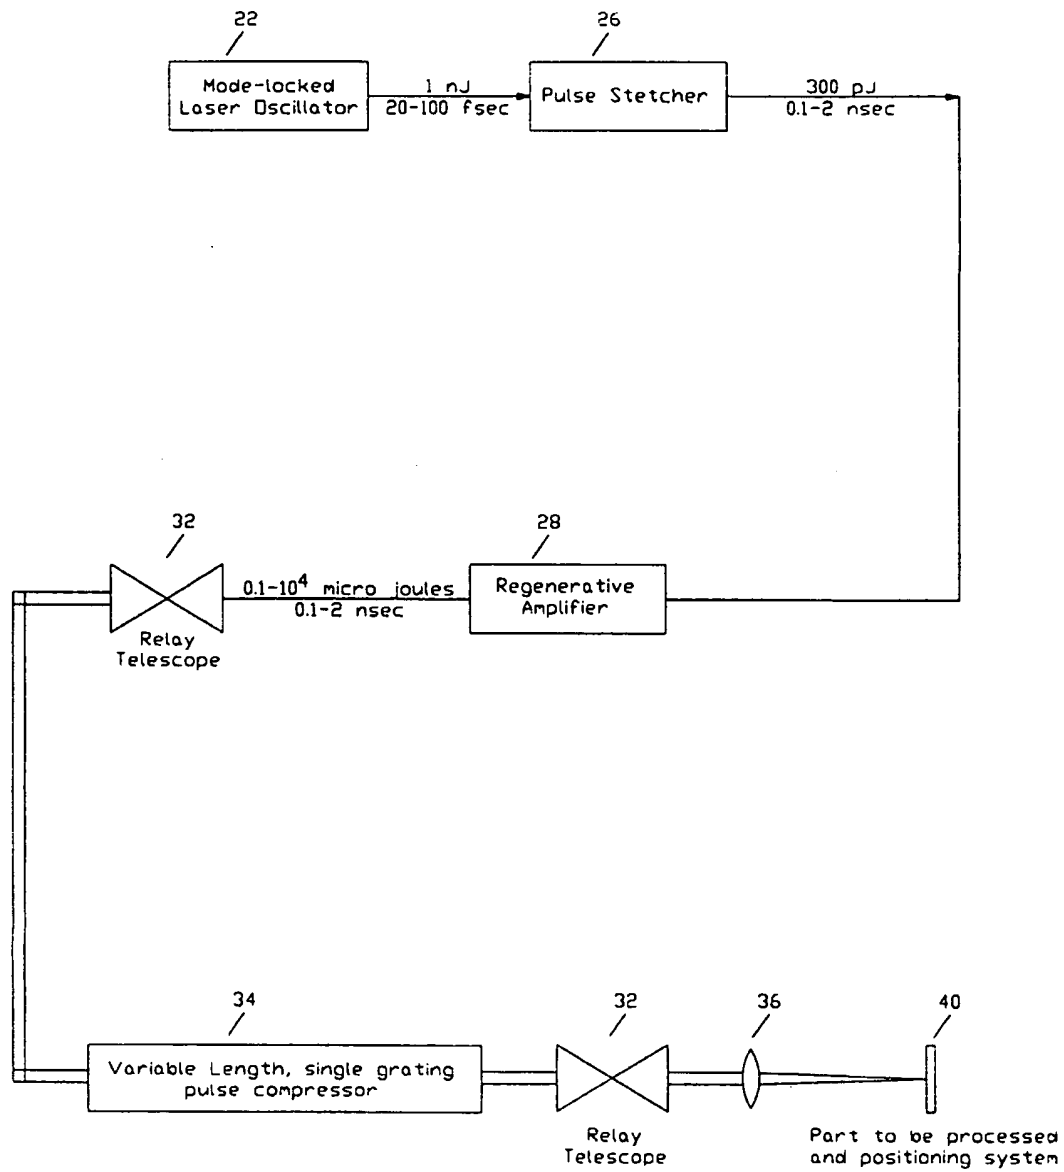 22
26
Mode-locked
Laser Oscillator
1 nJ
20-100 fsec
Pulse Stetcher
300 pJ
0.1-2 nsec
32
28
0.1-10⁴ micro joules
0.1-2 nsec
Regenerative
Amplifier
Relay
Telescope
34
32
36
40
Variable Length, single grating
pulse compressor
Relay
Telescope
Part to be processed
and positioning system